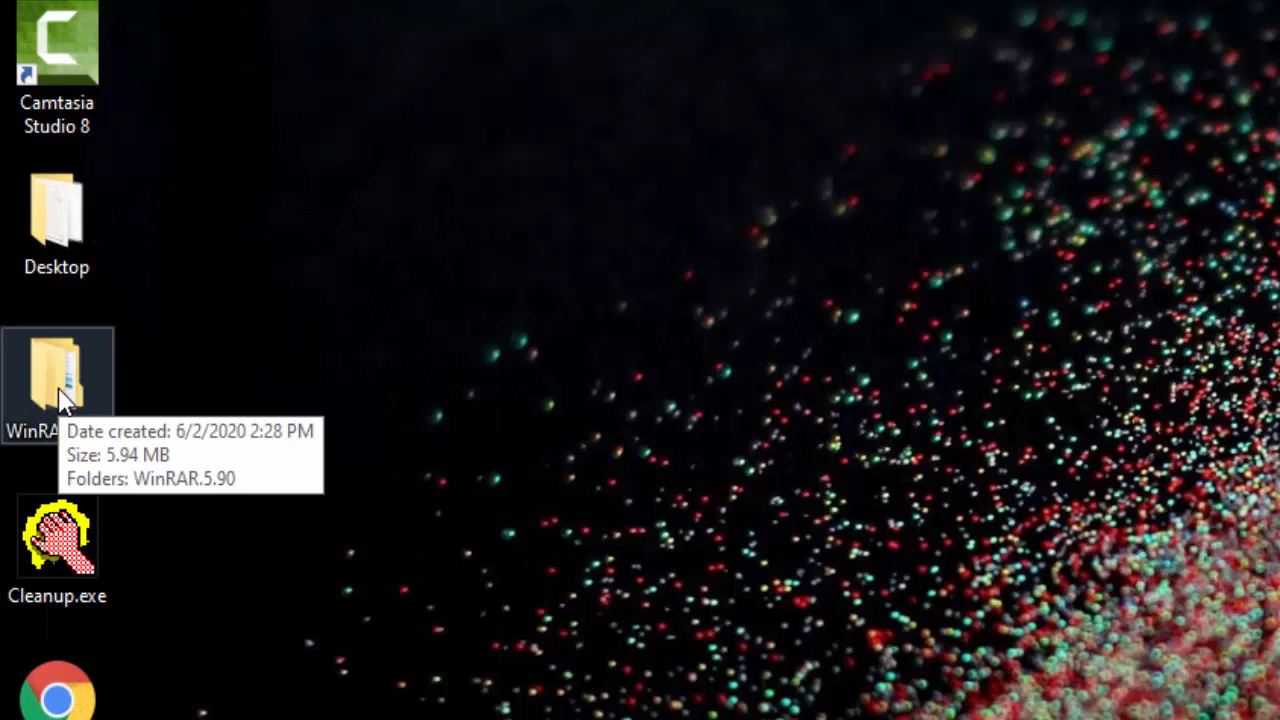 Camtasia
Studio 8
Desktop
WinRA
Date created: 6/2/2020 2:28 PM
Size: 5.94 MB
Folders: WinRAR.5.90
Cleanup.exe